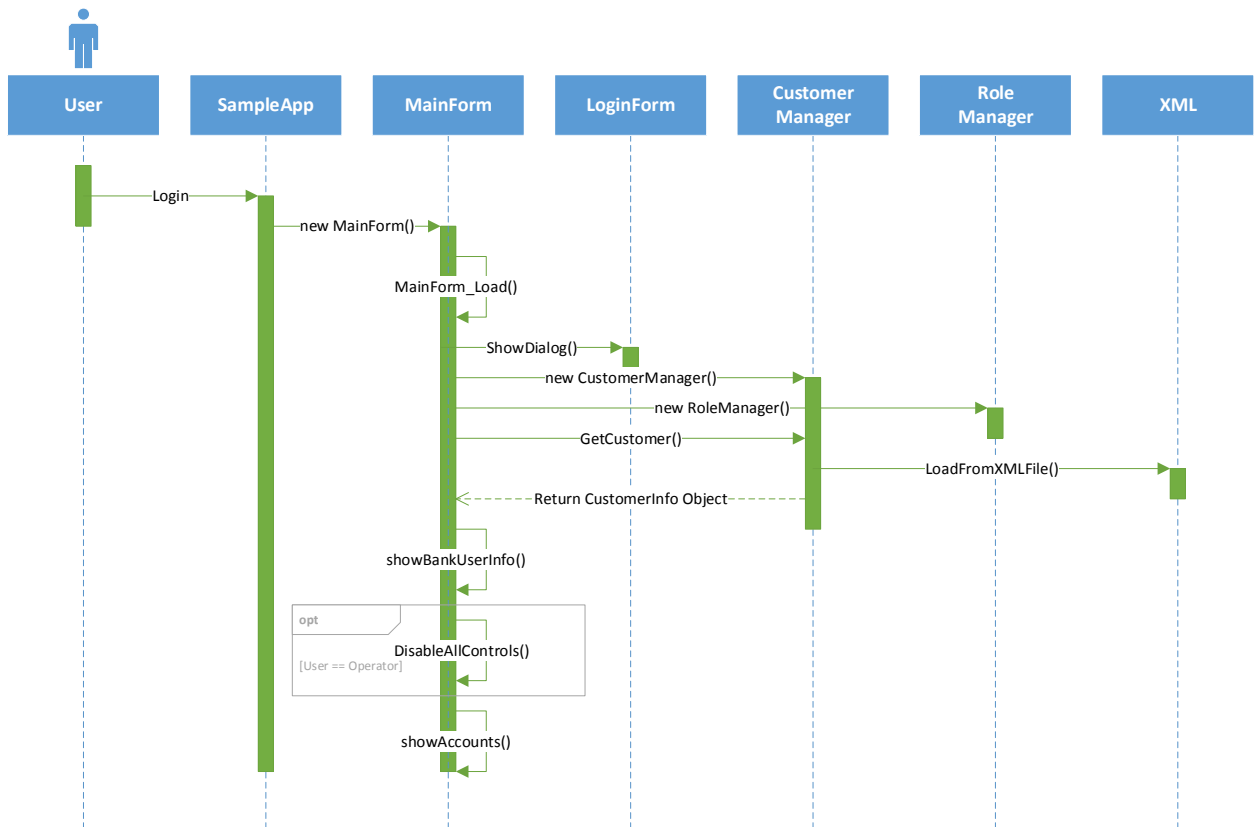 User
SampleApp
MainForm
LoginForm
Customer
Manager
Role
Manager
XML
Login
new MainForm()
MainForm_Load()
ShowDialog()
new CustomerManager()
new RoleManager()
GetCustomer()
LoadFromXMLFile()
Return CustomerInfo Object
showBankUserInfo()
opt
DisableAllControls()
[User == Operator]
showAccounts()